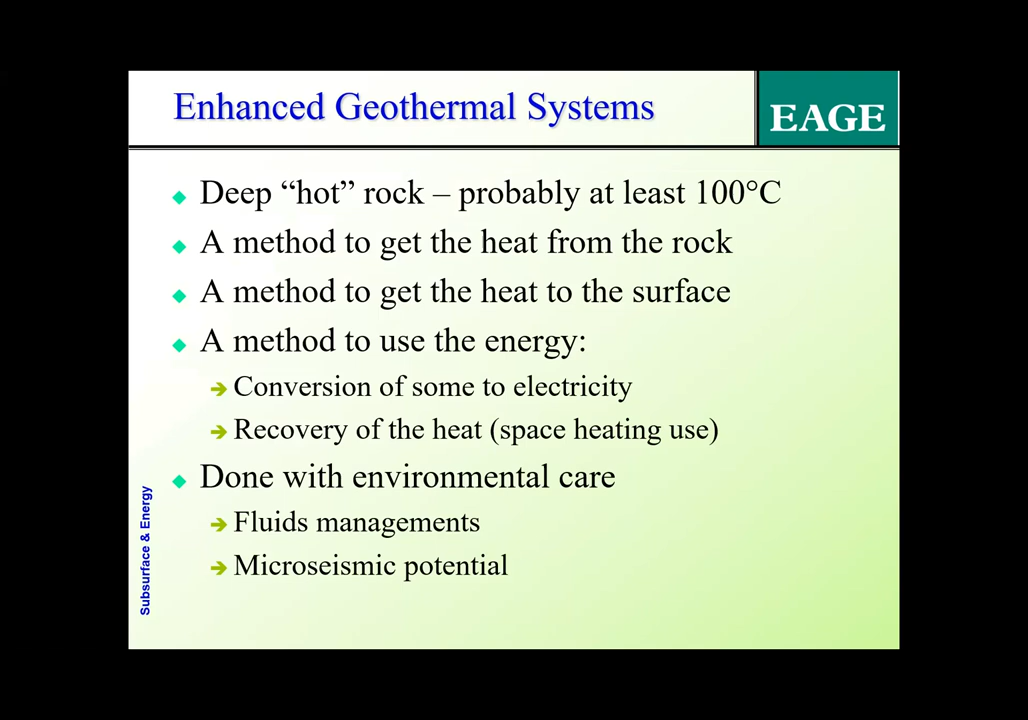 Enhanced Geothermal Systems
EAGE
Deep “hot” rock – probably at least 100°C
A method to get the heat from the rock
A method to get the heat to the surface
A method to use the energy:
Conversion of some to electricity
Recovery of the heat (space heating use)
Done with environmental care
Fluids managements
Microseismic potential
Subsurface & Energy